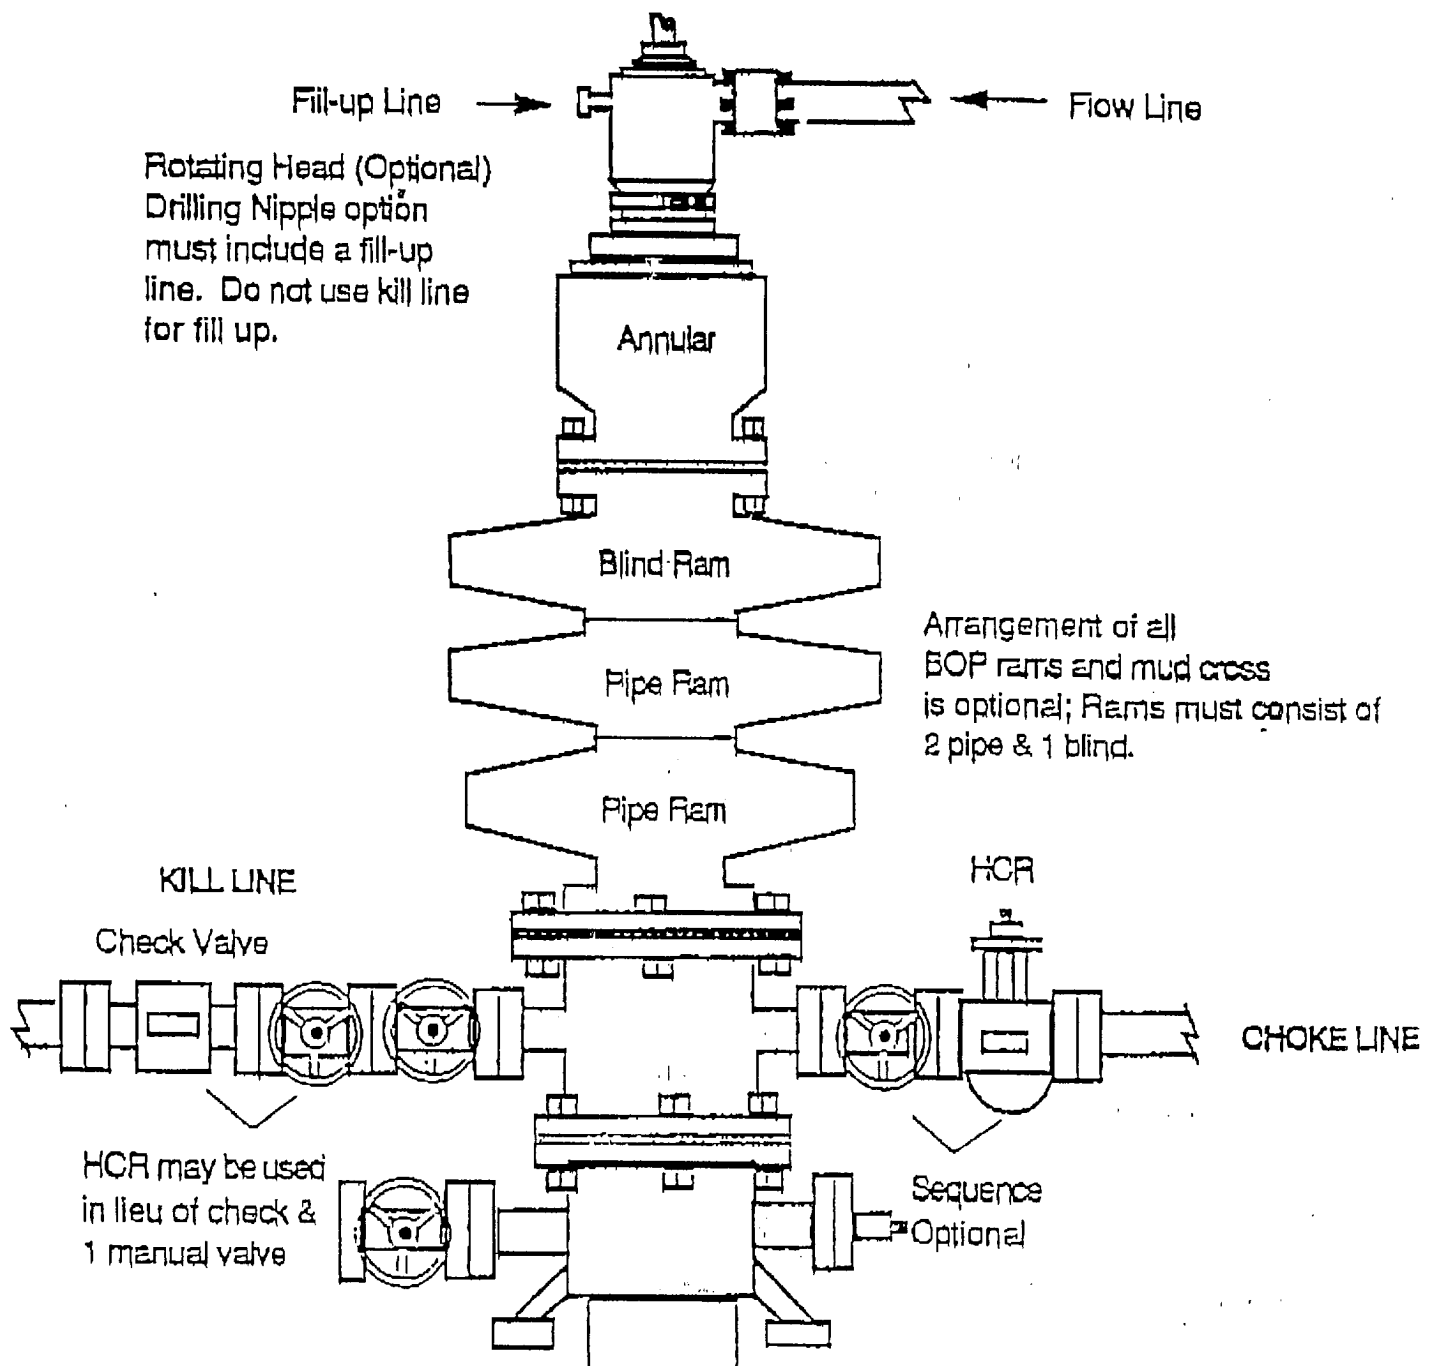 Fill-up Line
Flow Line
Rotating Head (Optional)
Drilling Nipple option
must include a fill-up
line. Do not use kill line
for fill up.
Annular
Blind Ram
Pipe Ram
Arrangement of all
BOP rams and mud cross
is optional; Rams must consist of
2 pipe & 1 blind.
Pipe Ram
KILL LINE
HCR
Check Valve
CHOKE LINE
HCR may be used
in lieu of check &
1 manual valve
Sequence
Optional